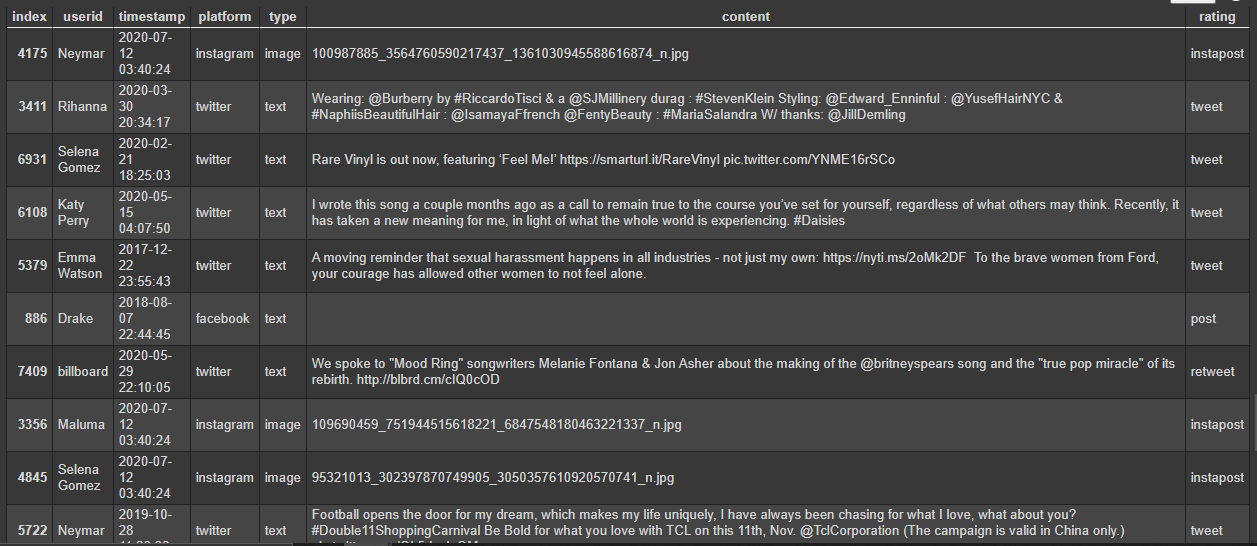 index userid timestamp platform type content rating
4175 Neymar 2020-07-12 03:40:24 instagram image 100987885_3564760590217437_1361030945588616874_n.jpg instapost
3411 Rihanna 2020-03-30 20:34:17 twitter text Wearing: @Burberry by #RiccardoTisci & a @SJMillinery durag : #StevenKlein Styling: @Edward_Enninful : @YusefHairNYC &
#NaphiisBeautifulHair : @IsamayaFfrench @FentyBeauty : #MariaSalandra W/ thanks: @JillDemling tweet
6931 Selena Gomez 2020-02-21 18:25:03 twitter text Rare Vinyl is out now, featuring ‘Feel Me!’ https://smarturl.it/RareVinyl pic.twitter.com/YNME16rSCo tweet
6108 Katy Perry 2020-05-15 04:07:50 twitter text I wrote this song a couple months ago as a call to remain true to the course you’ve set for yourself, regardless of what others may think. Recently, it
has taken a new meaning for me, in light of what the whole world is experiencing. #Daisies tweet
5379 Emma Watson 2017-12-22 23:55:43 twitter text A moving reminder that sexual harassment happens in all industries - not just my own: https://nyti.ms/2oMk2DF To the brave women from Ford,
your courage has allowed other women to not feel alone. tweet
886 Drake 2018-08-07 22:44:45 facebook text post
7409 billboard 2020-05-29 22:10:05 twitter text We spoke to "Mood Ring" songwriters Melanie Fontana & Jon Asher about the making of the @britneyspears song and the "true pop miracle" of its
rebirth. http://blbrd.cm/cIQ0cOD retweet
3356 Maluma 2020-07-12 03:40:24 instagram image 109690459_751944515618221_6847548180463221337_n.jpg instapost
4845 Selena Gomez 2020-07-12 03:40:24 instagram image 95321013_302397870749905_3050357610920570741_n.jpg instapost
5722 Neymar 2019-10-28 twitter text Football opens the door for my dream, which makes my life uniquely, I have always been chasing for what I love, what about you?
#Double11ShoppingCarnival Be Bold for what you love with TCL on this 11th, Nov. @TclCorporation (The campaign is valid in China only.) tweet